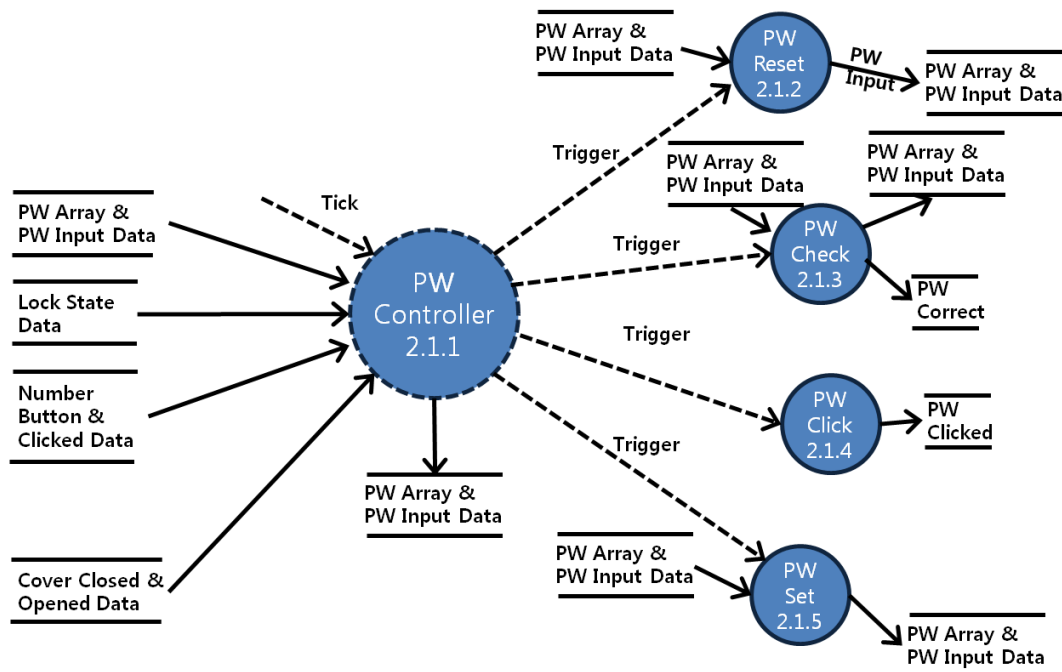 PW Array &
PW Input Data
PW
Reset
2.1.2
PW
Input
PW Array &
PW Input Data
Trigger
PW Array &
PW Input Data
PW Array &
PW Input Data
Tick
PW Array &
PW Input Data
Trigger
PW
Check
2.1.3
PW
Controller
2.1.1
Lock State
Data
PW
Correct
Trigger
Number
Button &
Clicked Data
PW
Click
2.1.4
PW
Clicked
Trigger
PW Array &
PW Input Data
Cover Closed &
Opened Data
PW Array &
PW Input Data
PW
Set
2.1.5
PW Array &
PW Input Data